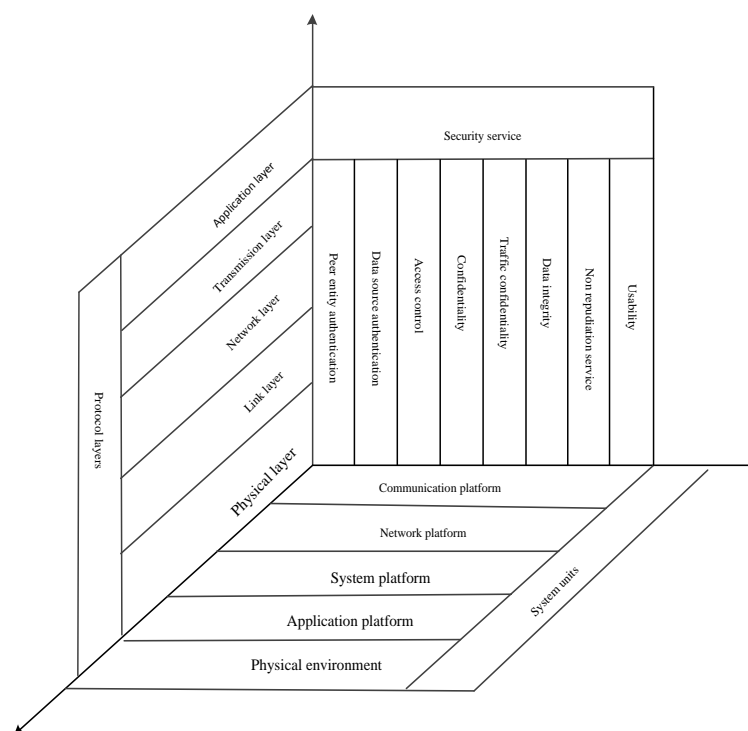 Security service
Application layer
Transmission layer
Network layer
Link layer
Physical layer
Protocol layers
Peer entity authentication
Data source authentication
Access control
Confidentiality
Traffic confidentiality
Data integrity
Non repudiation service
Usability
Communication platform
Network platform
System platform
Application platform
Physical environment
System units